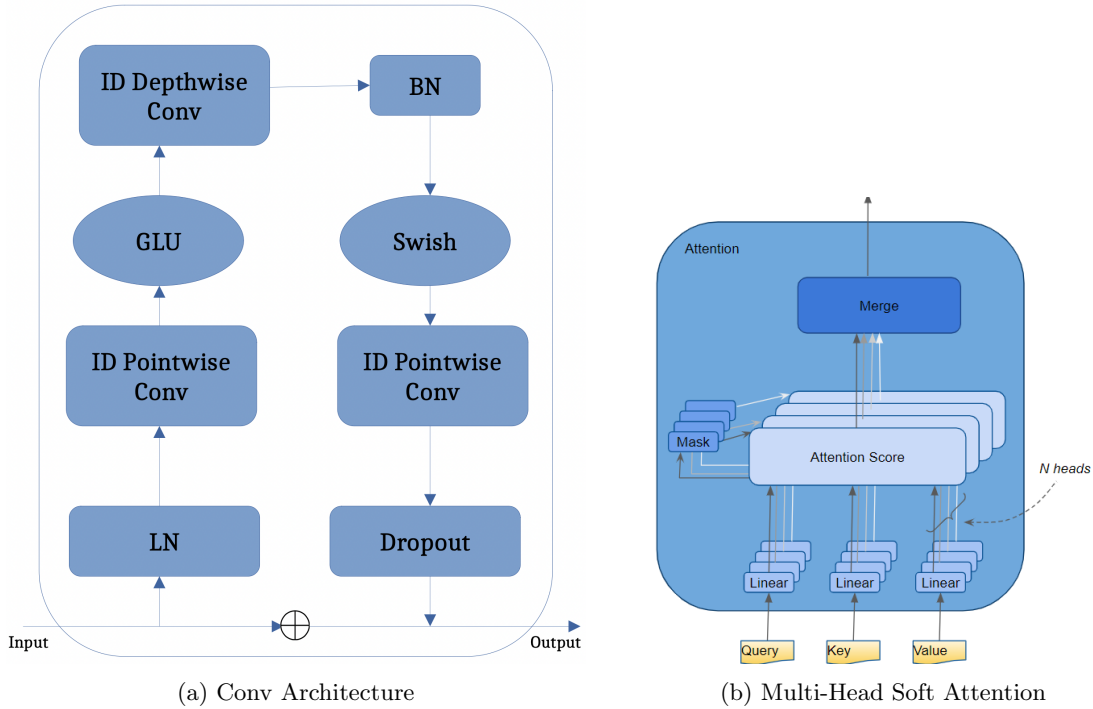 ID Depthwise
Conv
BN
GLU
Swish
ID Pointwise
Conv
ID Pointwise
Conv
LN
Dropout
Input
Output
(a) Conv Architecture
Attention
Merge
Mask
Attention Score
N heads
Linear
Linear
Linear
Query
Key
Value
(b) Multi-Head Soft Attention